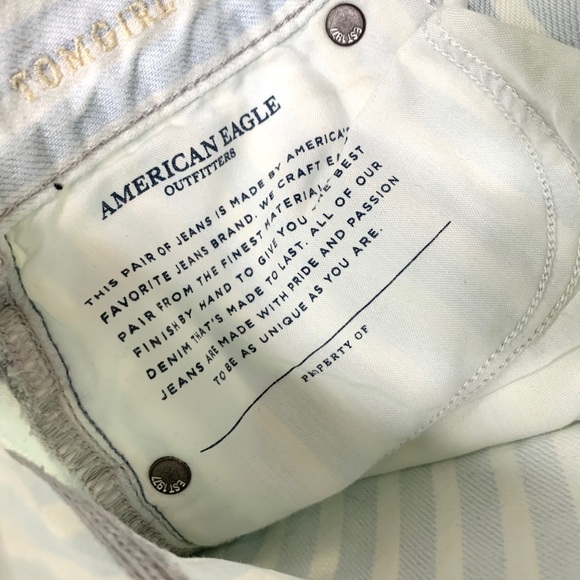 TOMGIRL
EST 1977
AMERICAN EAGLE
OUTFITTERS
THIS PAIR OF JEANS IS MADE BY AMERICA'S
FAVORITE JEANS BRAND. WE CRAFT
PAIR FROM THE FINEST MATERIALS
FINISH BY HAND TO GIVE YOU THE BEST
DENIM THAT'S MADE TO LAST. ALL OF OUR
JEANS ARE MADE WITH PRIDE AND PASSION
TO BE AS UNIQUE AS YOU ARE.
PROPERTY OF
EST 1977